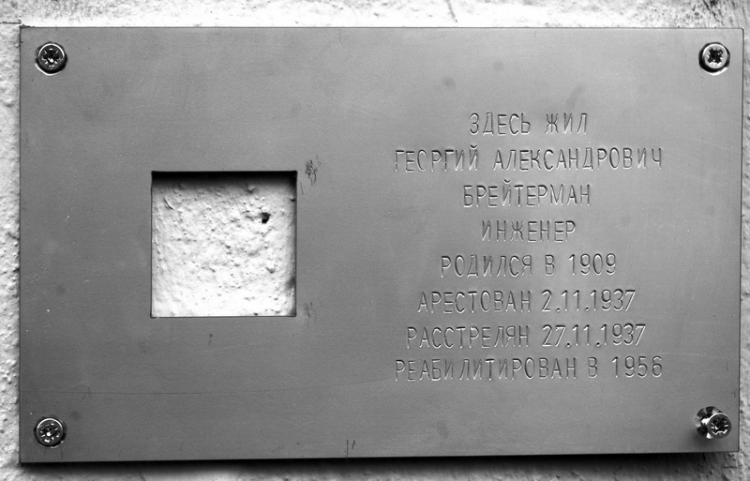 ЗДЕСЬ ЖИЛ
ГЕОРГИЙ АЛЕКСАНДРОВИЧ
БРЕЙТЕРМАН
ИНЖЕНЕР
РОДИЛСЯ В 1909
АРЕСТОВАН 2.11.1937
РАССТРЕЛЯН 27.11.1937
РЕАБИЛИТИРОВАН В 1956